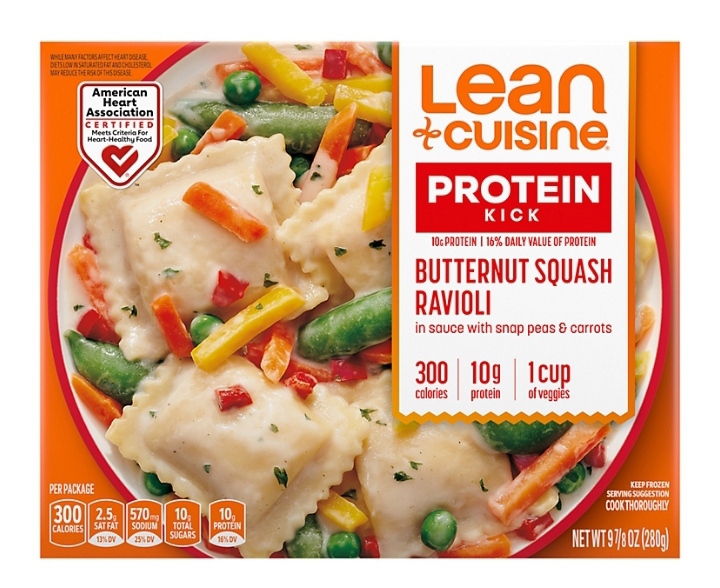 WHILE MANY FACTORS AFFECT HEART DISEASE,
DIETS LOW IN SATURATED FAT AND CHOLESTEROL
MAY REDUCE THE RISK OF THIS DISEASE.
American
Heart
Association
CERTIFIED
Meets Criteria For
Heart-Healthy Food
Lean
CUISINE
PROTEIN
KICK
10g PROTEIN | 16% DAILY VALUE OF PROTEIN
BUTTERNUT SQUASH
RAVIOLI
in sauce with snap peas & carrots
300 10g 1 cup
calories protein of veggies
PER PACKAGE
300 CALORIES
2.5g SAT FAT 13% DV
570mg SODIUM 25% DV
10g TOTAL SUGARS
10g PROTEIN 16% DV
KEEP FROZEN
SERVING SUGGESTION
COOK THOROUGHLY
NET WT 9 7/8 OZ (280g)